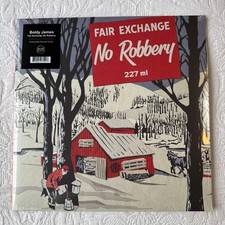 Boldy James
FAIR EXCHANGE
No Robbery
227 ml